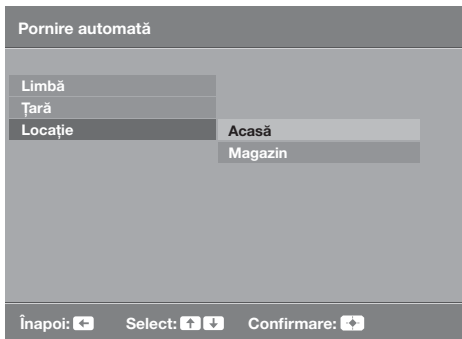 Pornire automată
Limbă
Țară
Locație Acasă
Magazin
Înapoi: Select: Confirmare: